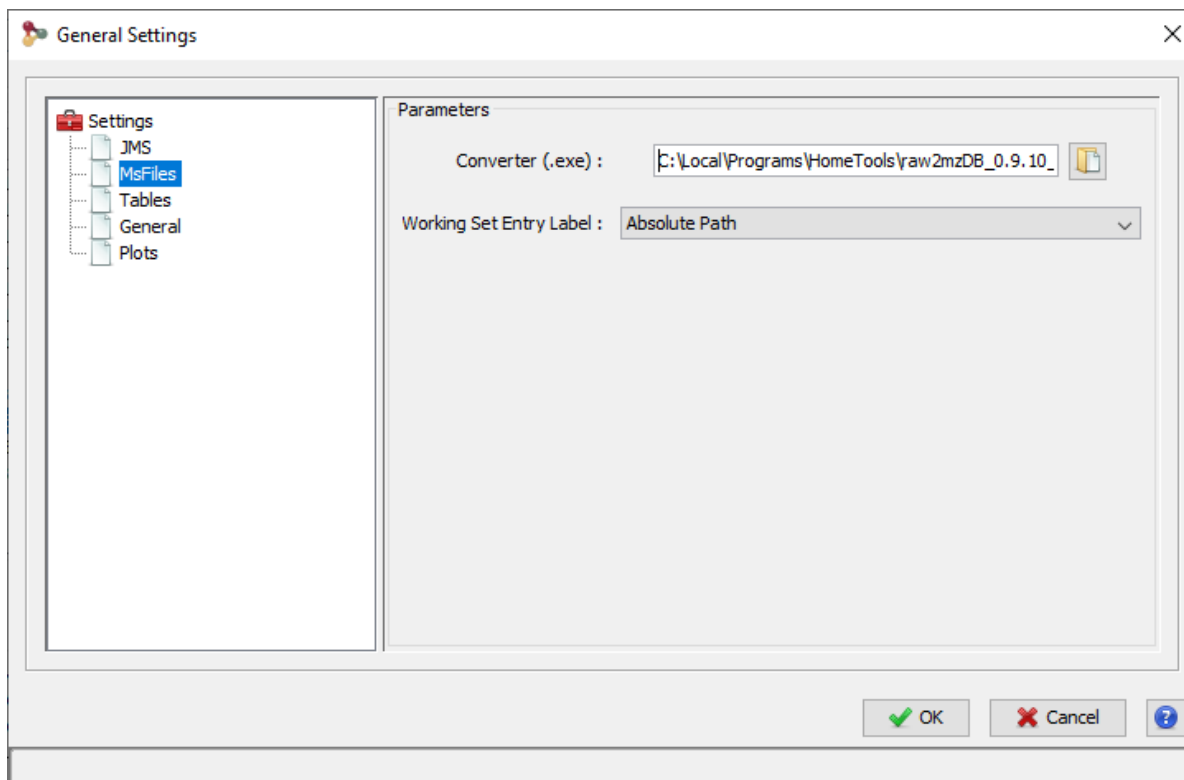 General Settings
Settings
JMS
MsFiles
Tables
General
Plots
Parameters
Converter (.exe) : C:\Local\Programs\HomeTools\raw2mzDB_0.9.10_
Working Set Entry Label : Absolute Path
OK Cancel ?